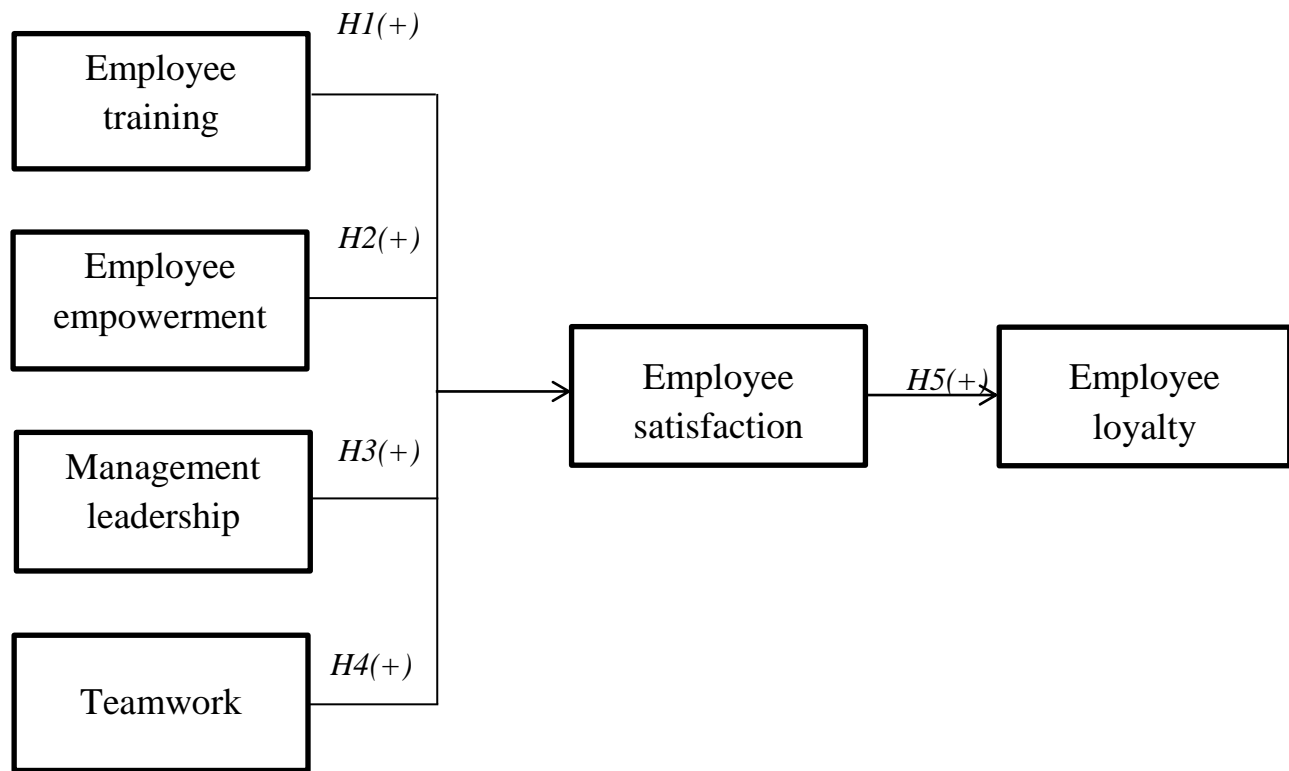 H1(+)
Employee
training
H2(+)
Employee
empowerment
Employee
satisfaction
H5(+)
Employee
loyalty
H3(+)
Management
leadership
H4(+)
Teamwork